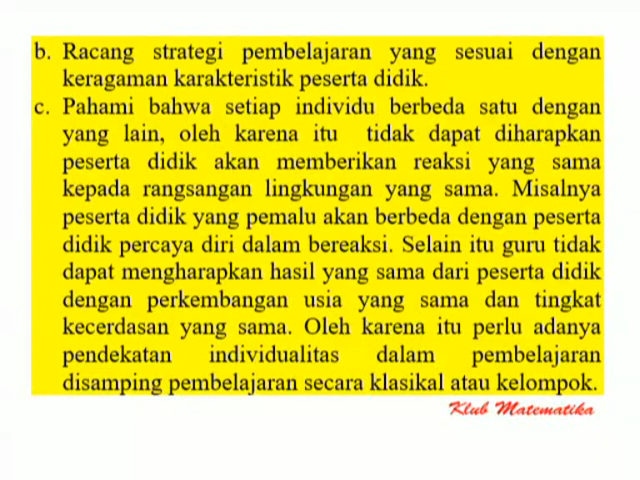 b. Racang strategi pembelajaran yang sesuai dengan
keragaman karakteristik peserta didik.
c. Pahami bahwa setiap individu berbeda satu dengan
yang lain, oleh karena itu tidak dapat diharapkan
peserta didik akan memberikan reaksi yang sama
kepada rangsangan lingkungan yang sama. Misalnya
peserta didik yang pemalu akan berbeda dengan peserta
didik percaya diri dalam bereaksi. Selain itu guru tidak
dapat mengharapkan hasil yang sama dari peserta didik
dengan perkembangan usia yang sama dan tingkat
kecerdasan yang sama. Oleh karena itu perlu adanya
pendekatan individualitas dalam pembelajaran
disamping pembelajaran secara klasikal atau kelompok.
Klub Matematika